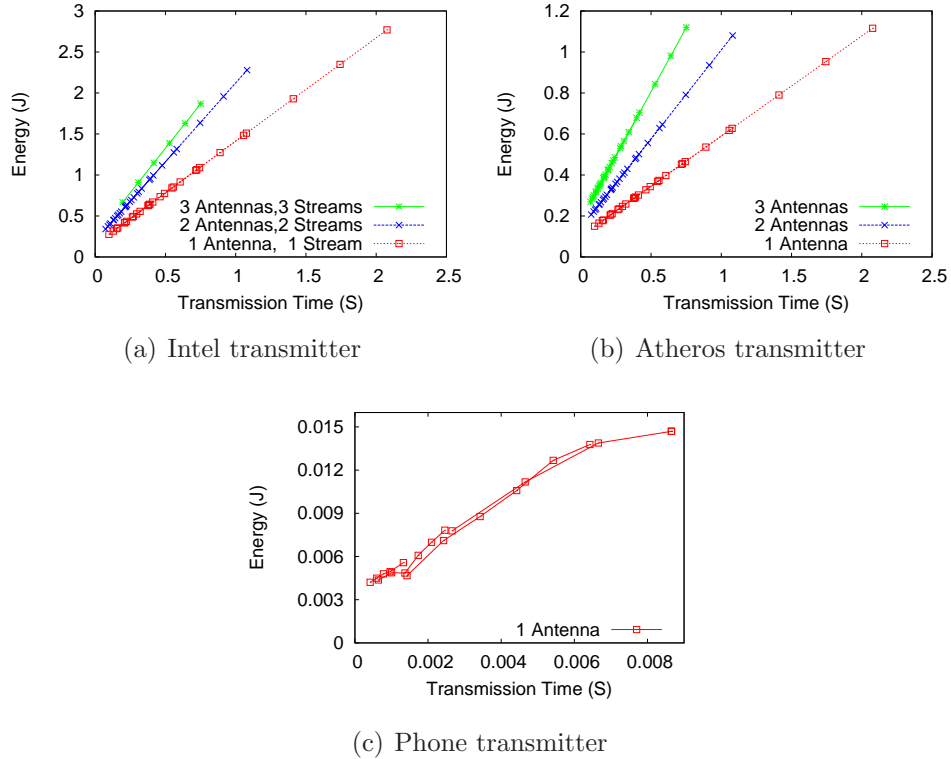 3
2.5
2
1.5
1
0.5
0
Energy (J)
3 Antennas,3 Streams
2 Antennas,2 Streams
1 Antenna, 1 Stream
0 0.5 1 1.5 2 2.5
Transmission Time (S)
(a) Intel transmitter
1.2
1
0.8
0.6
0.4
0.2
0
Energy (J)
3 Antennas
2 Antennas
1 Antenna
0 0.5 1 1.5 2 2.5
Transmission Time (S)
(b) Atheros transmitter
0.015
0.012
0.009
0.006
0.003
0
Energy (J)
1 Antenna
0 0.002 0.004 0.006 0.008
Transmission Time (S)
(c) Phone transmitter